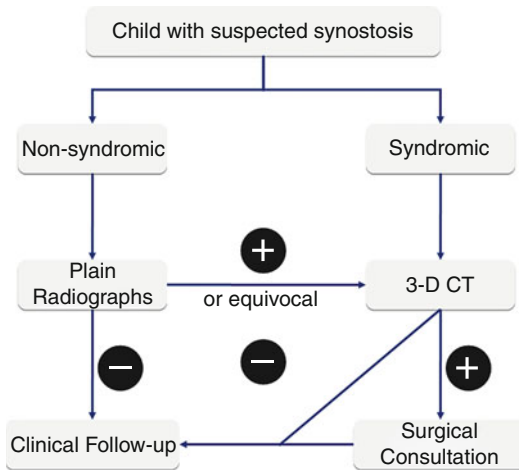 Child with suspected synostosis
Non-syndromic
Syndromic
+
Plain
Radiographs
or equivocal
3-D CT
−
−
+
Clinical Follow-up
Surgical
Consultation